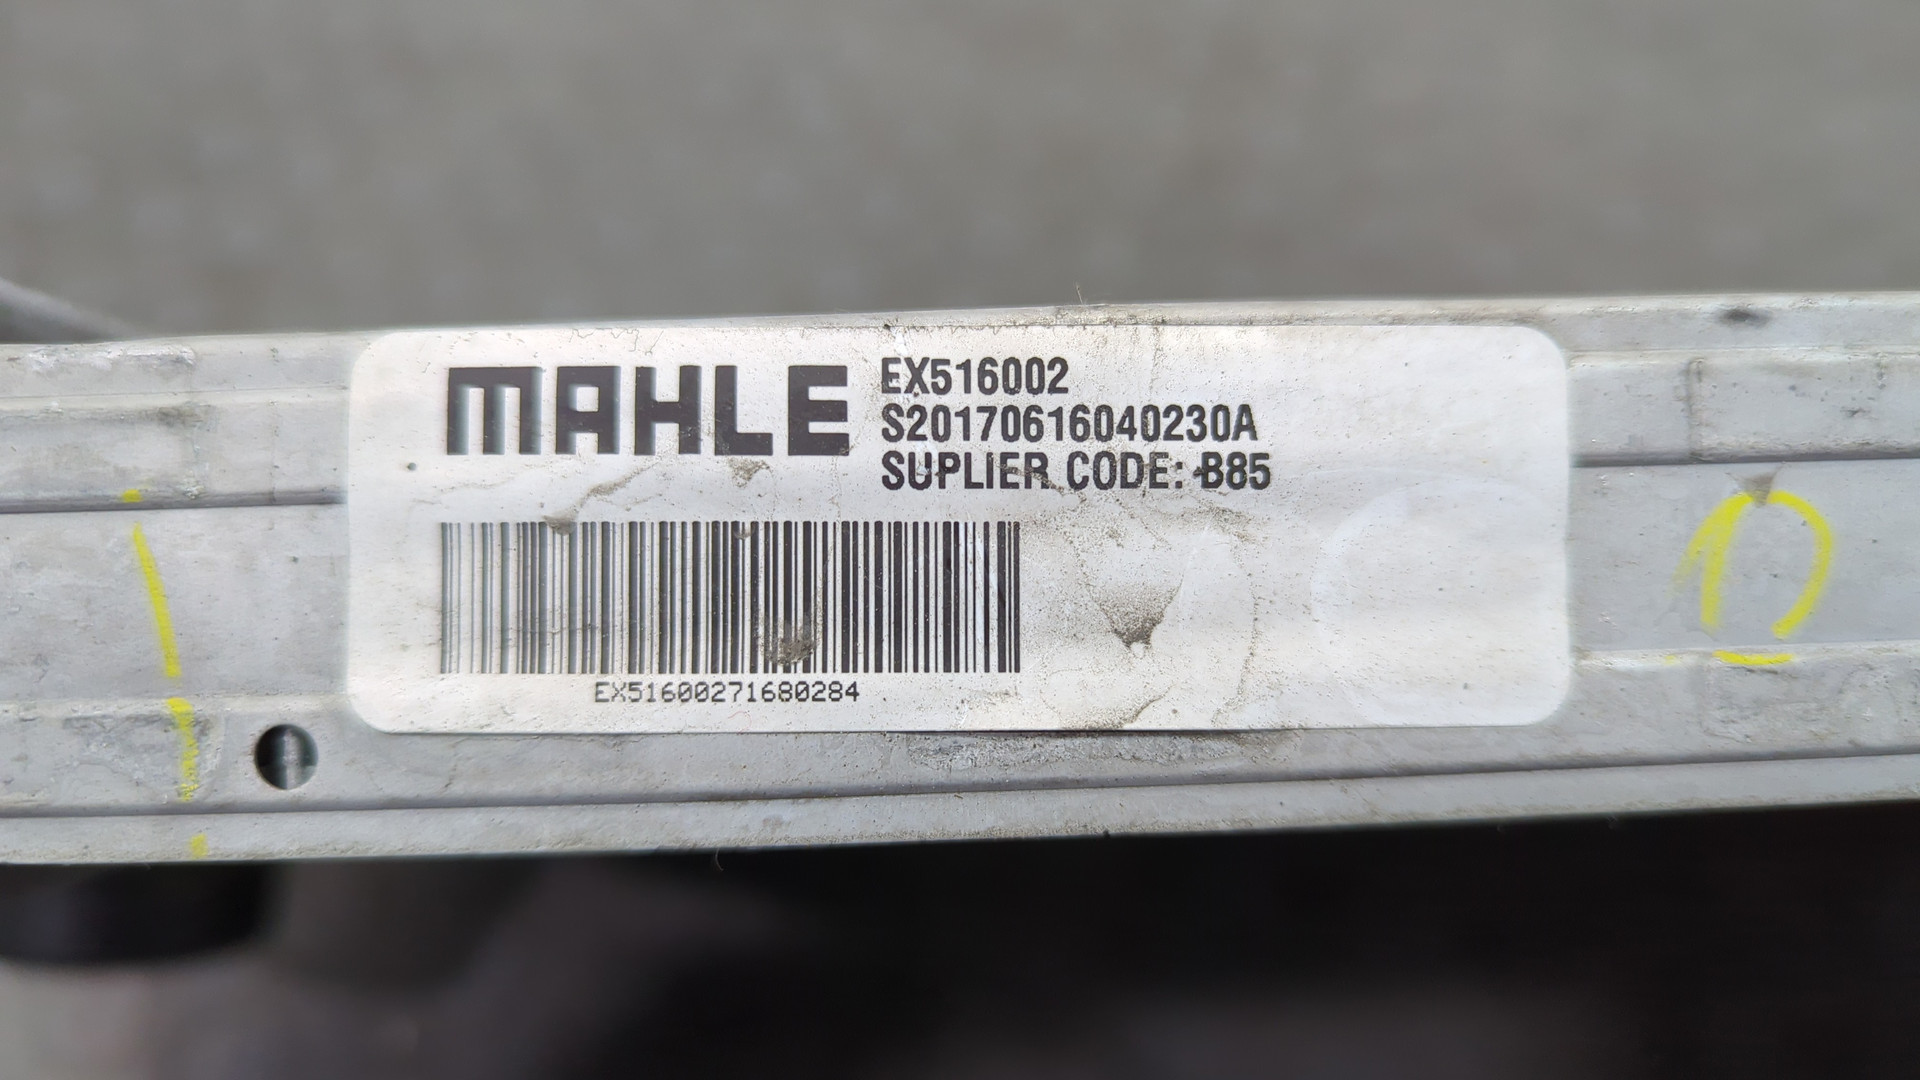 MAHLE
EX516002
S20170616040230A
SUPLIER CODE: B85
EX51600271680284